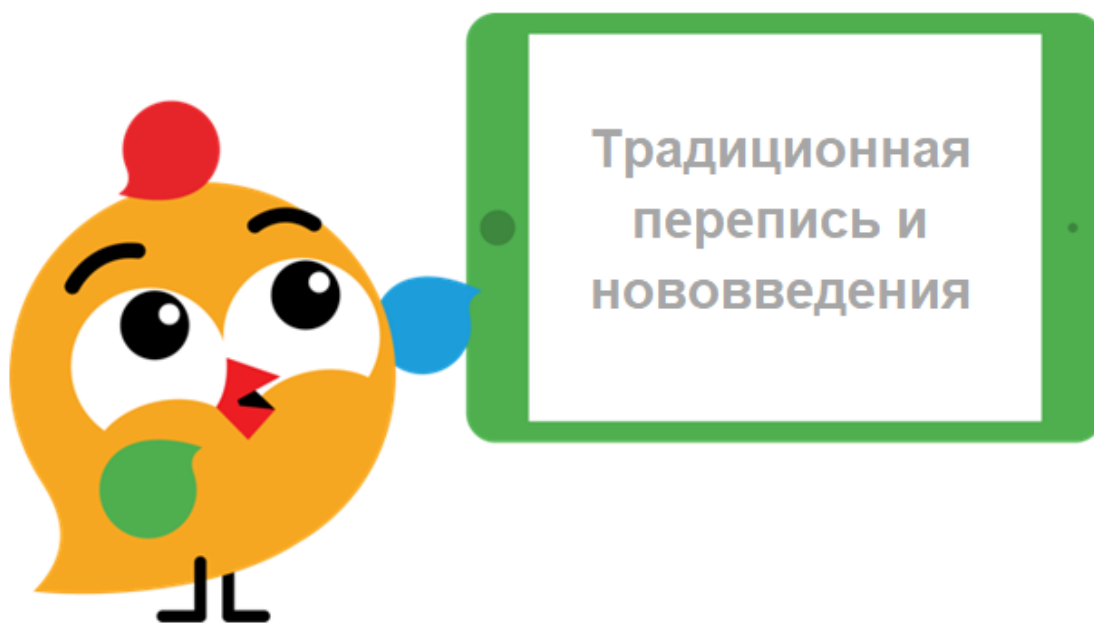 Традиционная
перепись и
нововведения